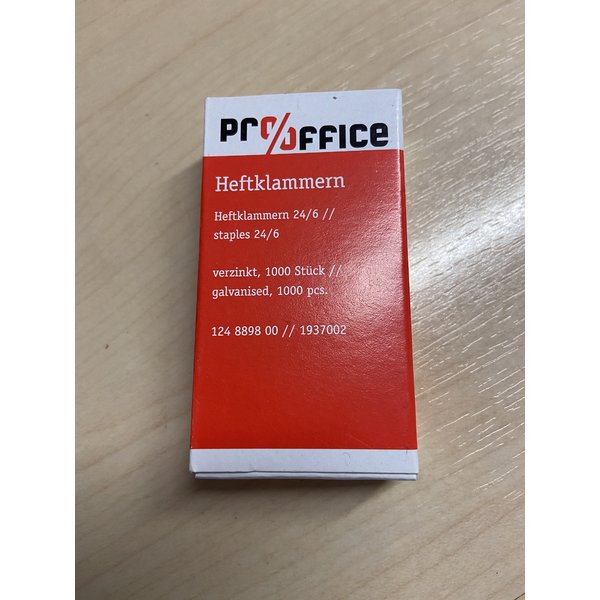 pro/office
Heftklammern
Heftklammern 24/6 //
staples 24/6
verzinkt, 1000 Stück //
galvanised, 1000 pcs.
124 8898 00 // 1937002